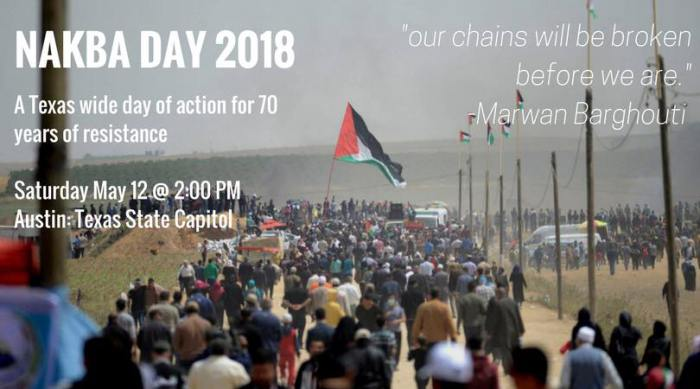 NAKBA DAY 2018
A Texas wide day of action for 70
years of resistance
Saturday May 12 @ 2:00 PM
Austin: Texas State Capitol
"our chains will be broken
before we are."
-Marwan Barghouti